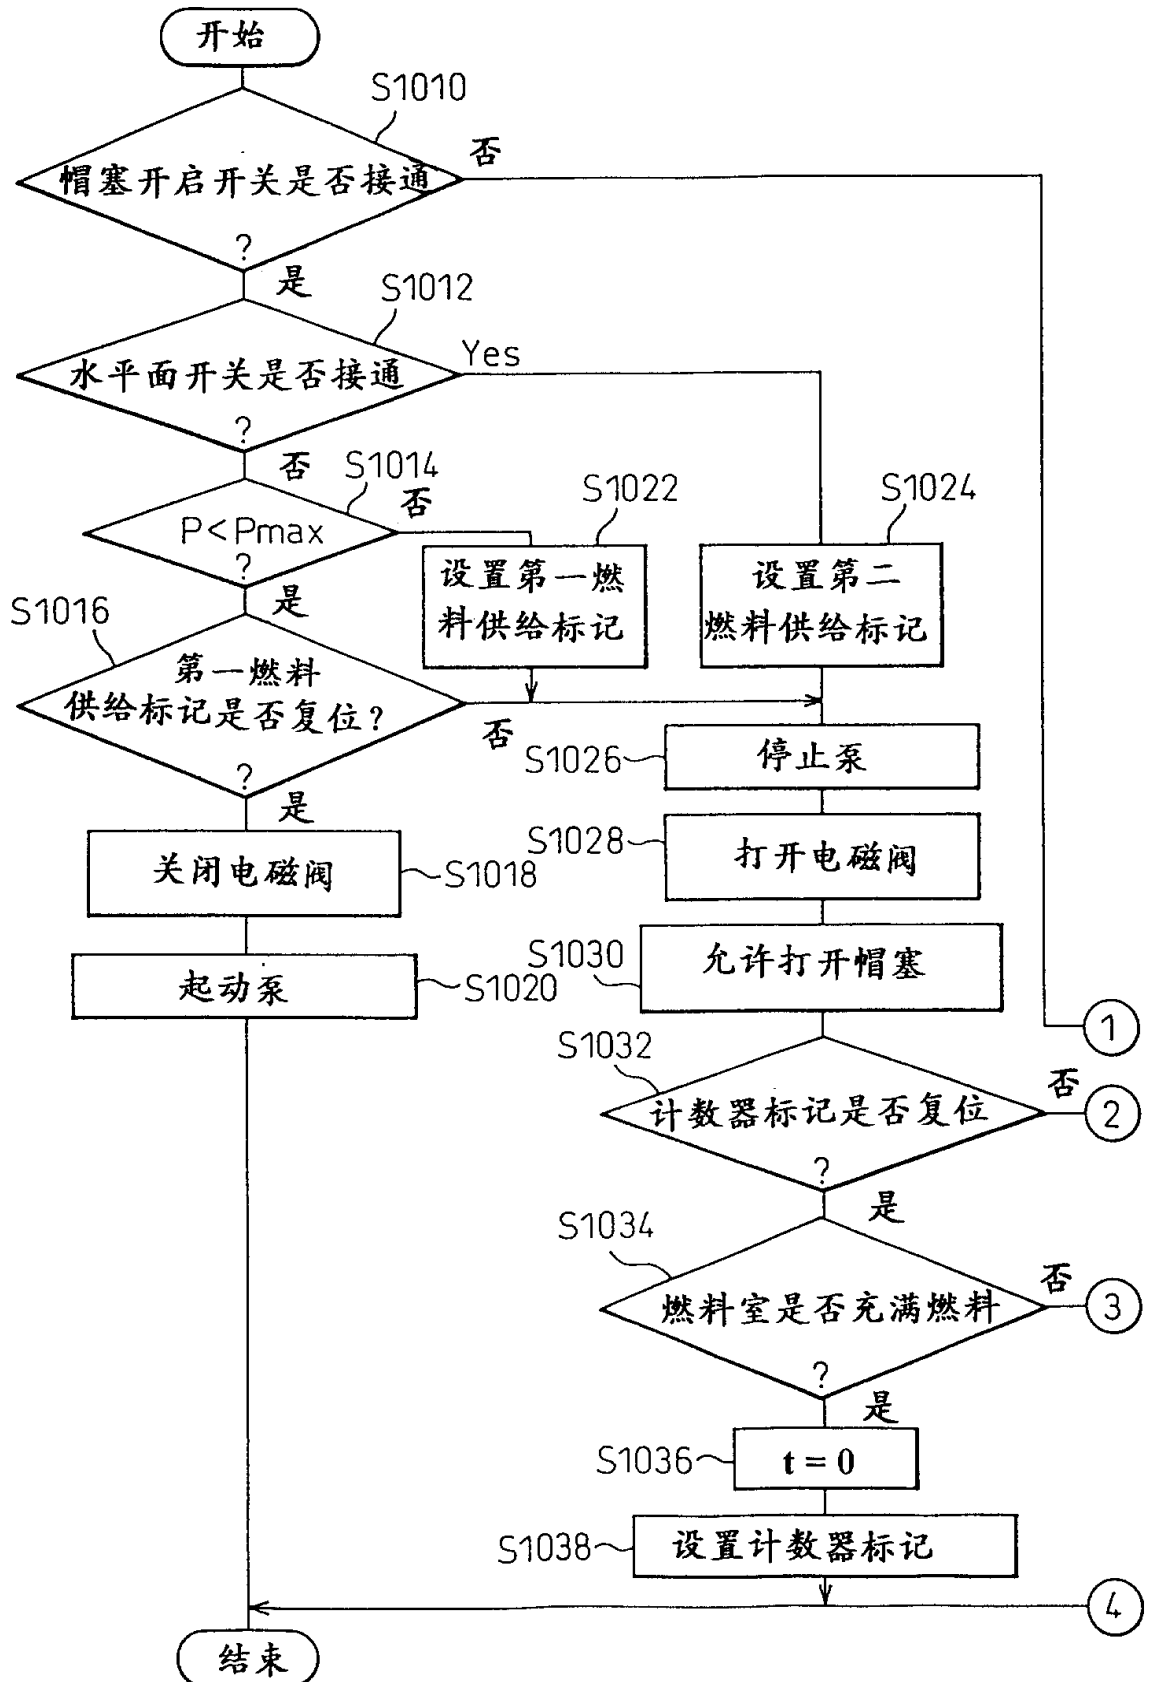 开始
S1010
否
帽塞开启开关是否接通
?
是
S1012
Yes
水平面开关是否接通
?
否
S1014
否
P<Pmax
?
是
S1022
设置第一燃
料供给标记
S1024
设置第二
燃料供给标记
S1016
第一燃料
供给标记是否复位?
?
否
是
关闭电磁阀
S1018
起动泵
S1020
S1026
停止泵
S1028
打开电磁阀
S1030
允许打开帽塞
1
S1032
否
计数器标记是否复位
?
2
是
S1034
否
燃料室是否充满燃料
?
3
是
S1036
t = 0
S1038
设置计数器标记
4
结束